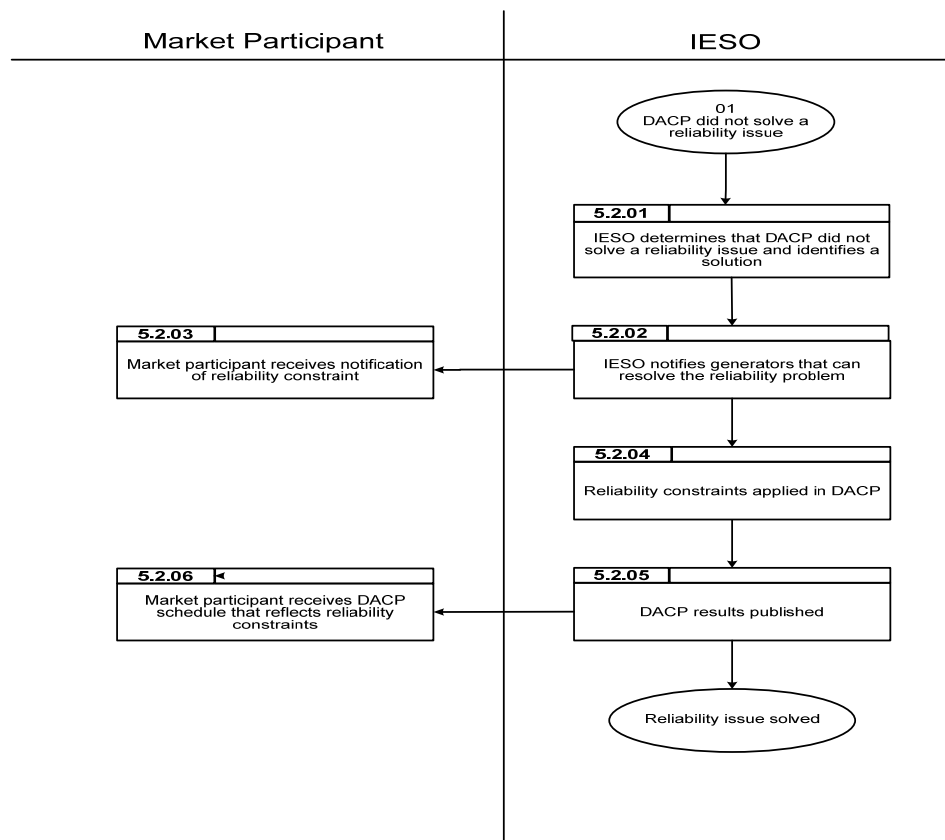 Market Participant
IESO
01
DACP did not solve a
reliability issue
5.2.01
IESO determines that DACP did not
solve a reliability issue and identifies a
solution
5.2.03
Market participant receives notification
of reliability constraint
5.2.02
IESO notifies generators that can
resolve the reliability problem
5.2.04
Reliability constraints applied in DACP
5.2.06
Market participant receives DACP
schedule that reflects reliability
constraints
5.2.05
DACP results published
Reliability issue solved